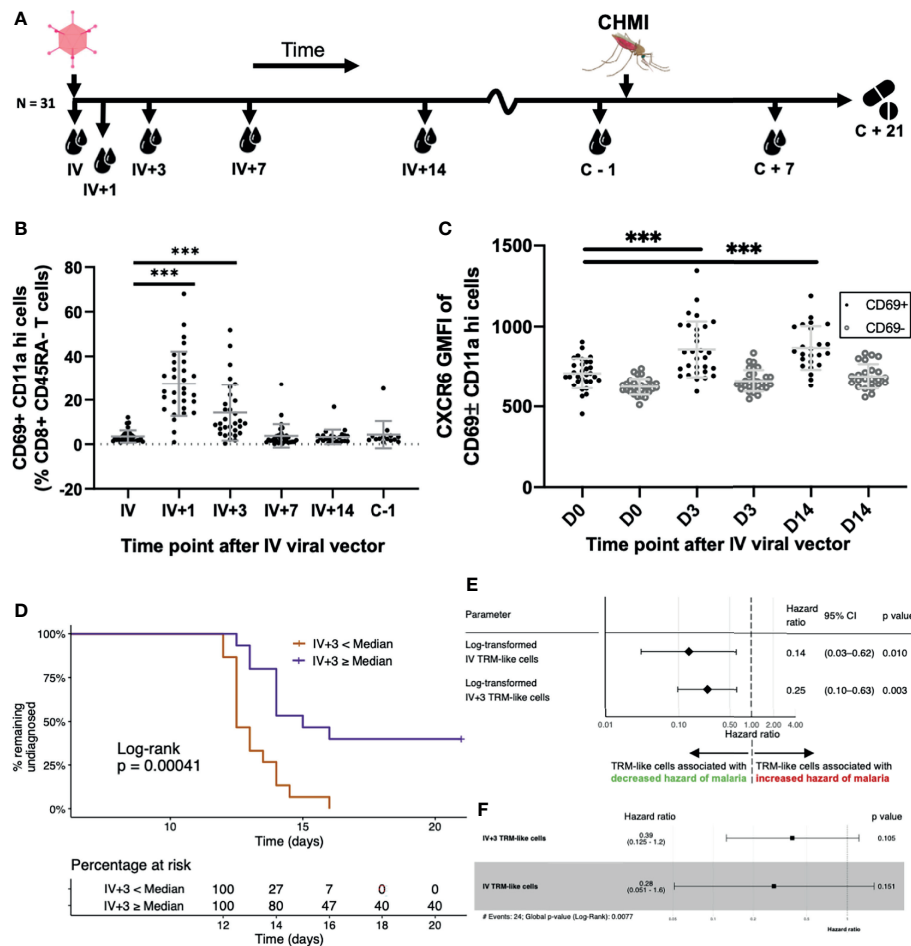 A
CHMI
Time
N = 31
IV
IV+1
IV+3
IV+7
IV+14
C - 1
C + 7
C + 21
B
CD69+ CD11a hi cells
(% CD8+ CD45RA- T cells)
80
60
40
20
0
-20
***
***
IV
IV+1
IV+3
IV+7
IV+14
C-1
Time point after IV viral vector
C
CXCR6 GMFI of
CD69± CD11a hi cells
1500
1000
500
0
***
***
CD69+
CD69-
D0
D0
D3
D3
D14
D14
Time point after IV viral vector
D
% remaining
undiagnosed
100%
75%
50%
25%
0%
IV+3 < Median
IV+3 ≥ Median
Log-rank
p = 0.00041
10
15
20
Time (days)
Percentage at risk
IV+3 < Median 100 27 7 0 0
IV+3 ≥ Median 100 80 47 40 40
12 14 16 18 20
Time (days)
E
Parameter
Hazard
ratio
95% CI
p value
Log-transformed
IV TRM-like cells
0.14 (0.03–0.62) 0.010
Log-transformed
IV+3 TRM-like cells
0.25 (0.10–0.63) 0.003
0.01 0.10 0.50 1.00 2.00 4.00
Hazard ratio
TRM-like cells associated with
decreased hazard of malaria
TRM-like cells associated with
increased hazard of malaria
F
Hazard ratio
p value
IV+3 TRM-like cells
0.39
(0.125 - 1.2)
0.105
IV TRM-like cells
0.28
(0.051 - 1.6)
0.151
# Events: 24; Global p-value (Log-Rank): 0.0077
Hazard ratio